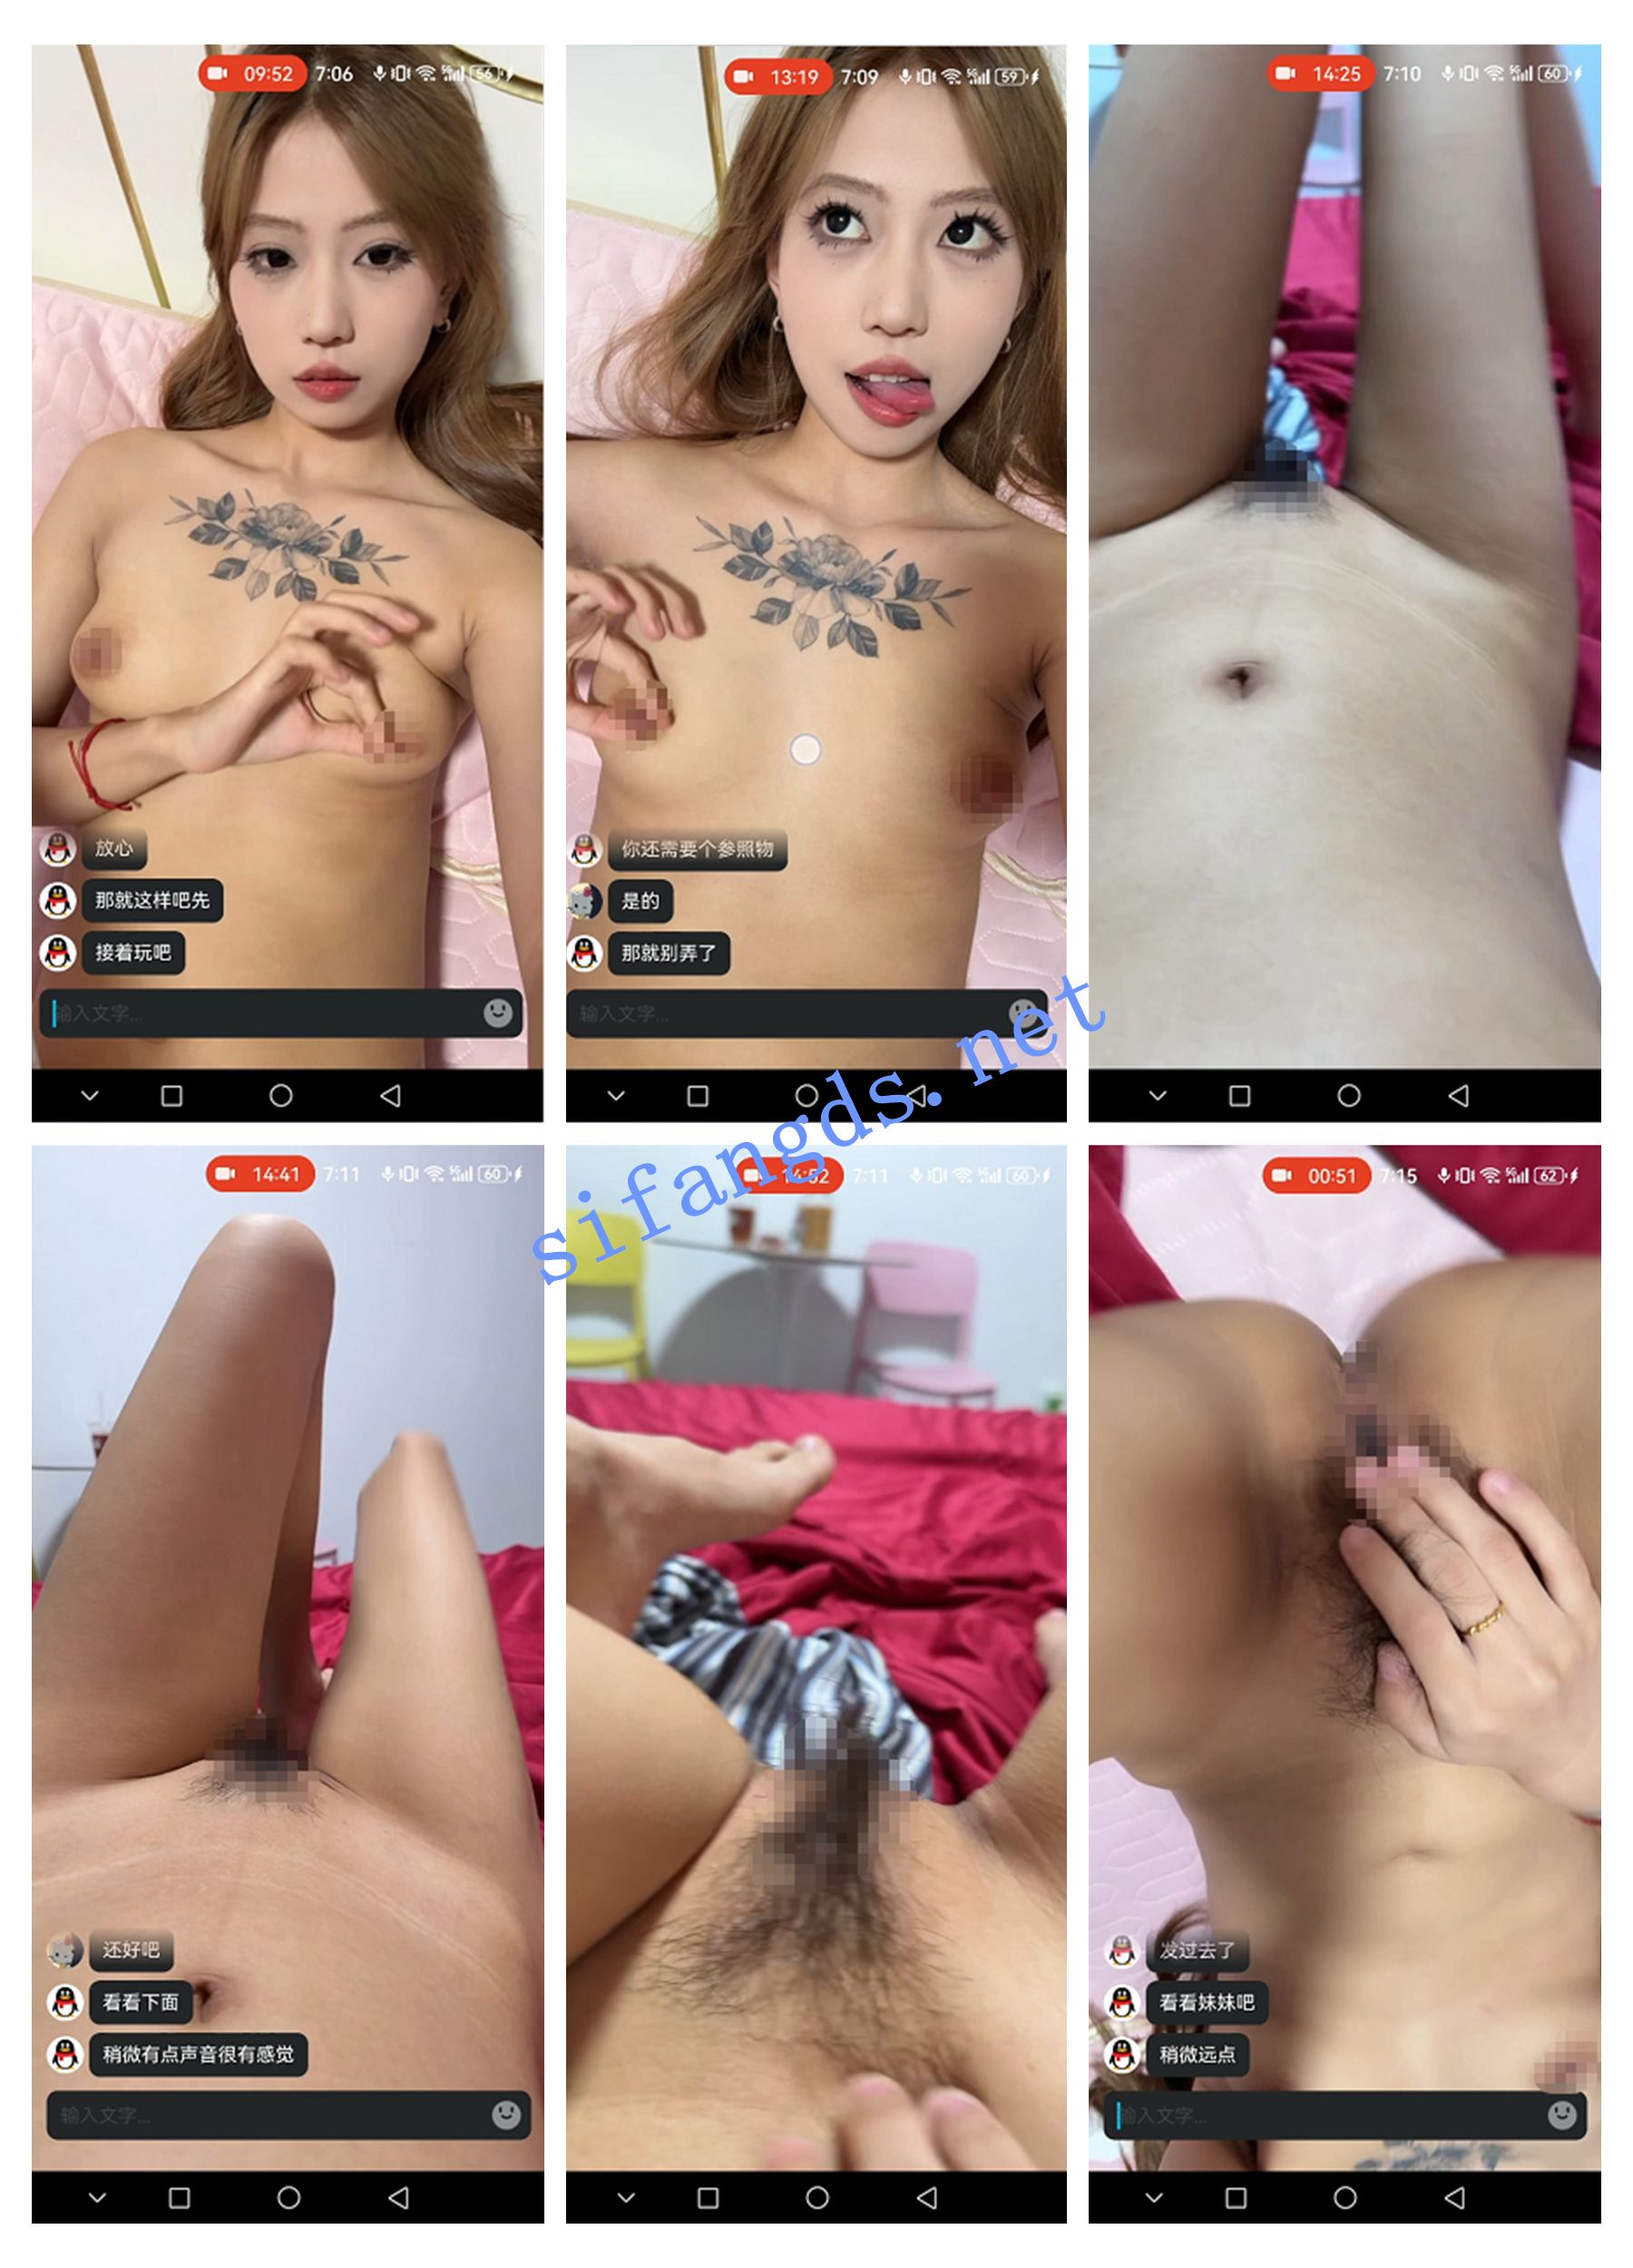 09:52 7:06 56
放心
那就这样吧先
接着玩吧
输入文字...
13:19 7:09 59
你还需要个参照物
是的
那就别弄了
输入文字...
14:25 7:10 60
sifangds.net
14:41 7:11 60
还好吧
看看下面
稍微有点声音很有感觉
输入文字...
14:52 7:11 60
00:51 7:15 62
发过去了
看看妹妹吧
稍微远点
输入文字...